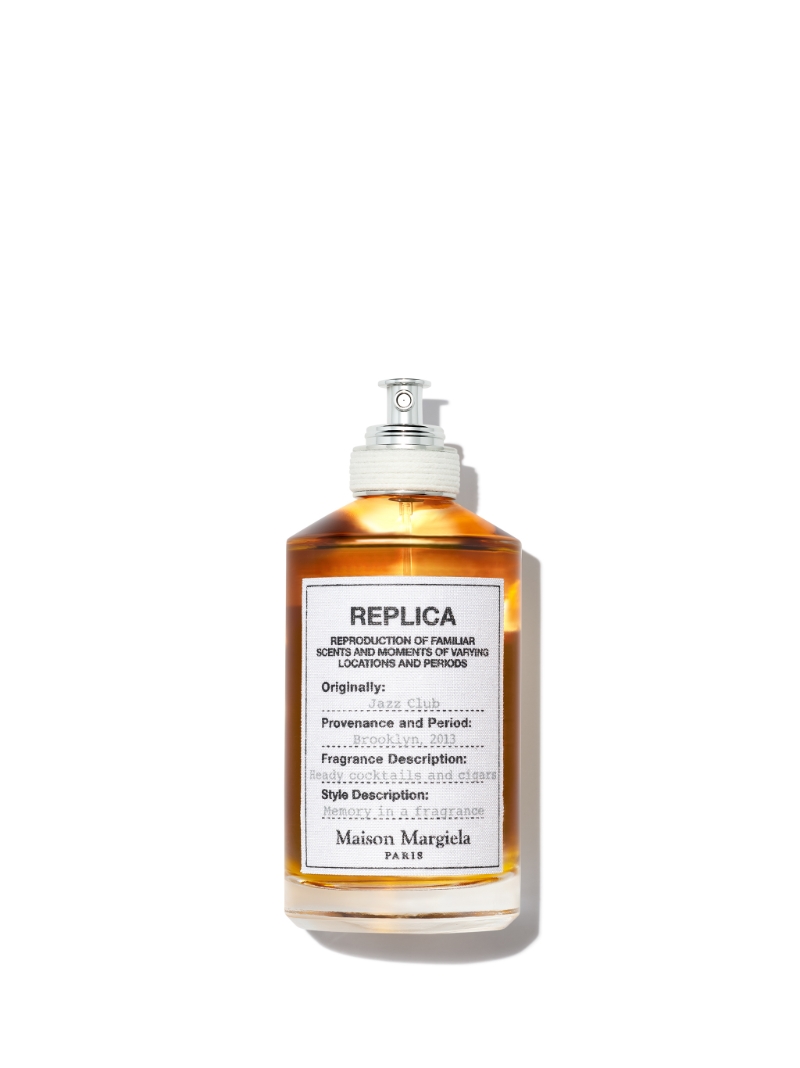 REPLICA
REPRODUCTION OF FAMILIAR
SCENTS AND MOMENTS OF VARYING
LOCATIONS AND PERIODS
Originally:
Jazz Club
Provenance and Period:
Brooklyn, 2013
Fragrance Description:
Heady cocktails and cigars
Style Description:
Memory in a fragrance
Maison Margiela
PARIS